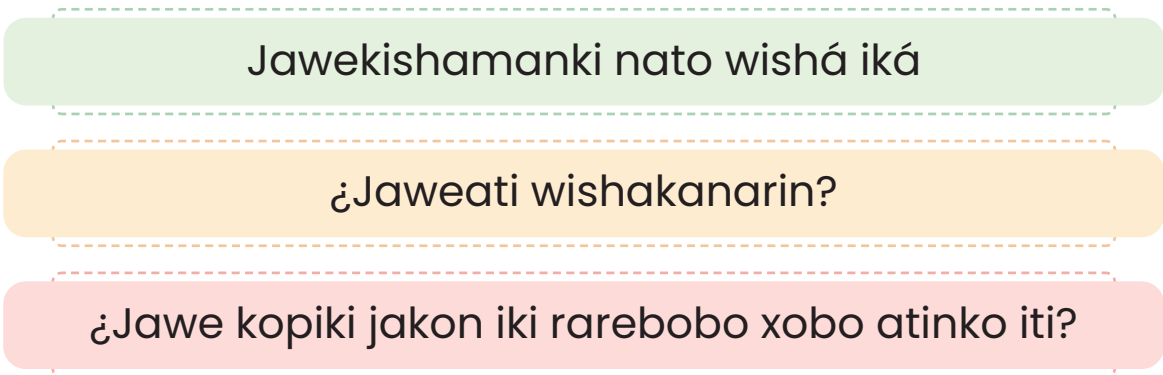 Jawekishamanki nato wishá iká
¿Jaweati wishakanarin?
¿Jawe kopiki jakon iki rarebobo xobo atinko iti?